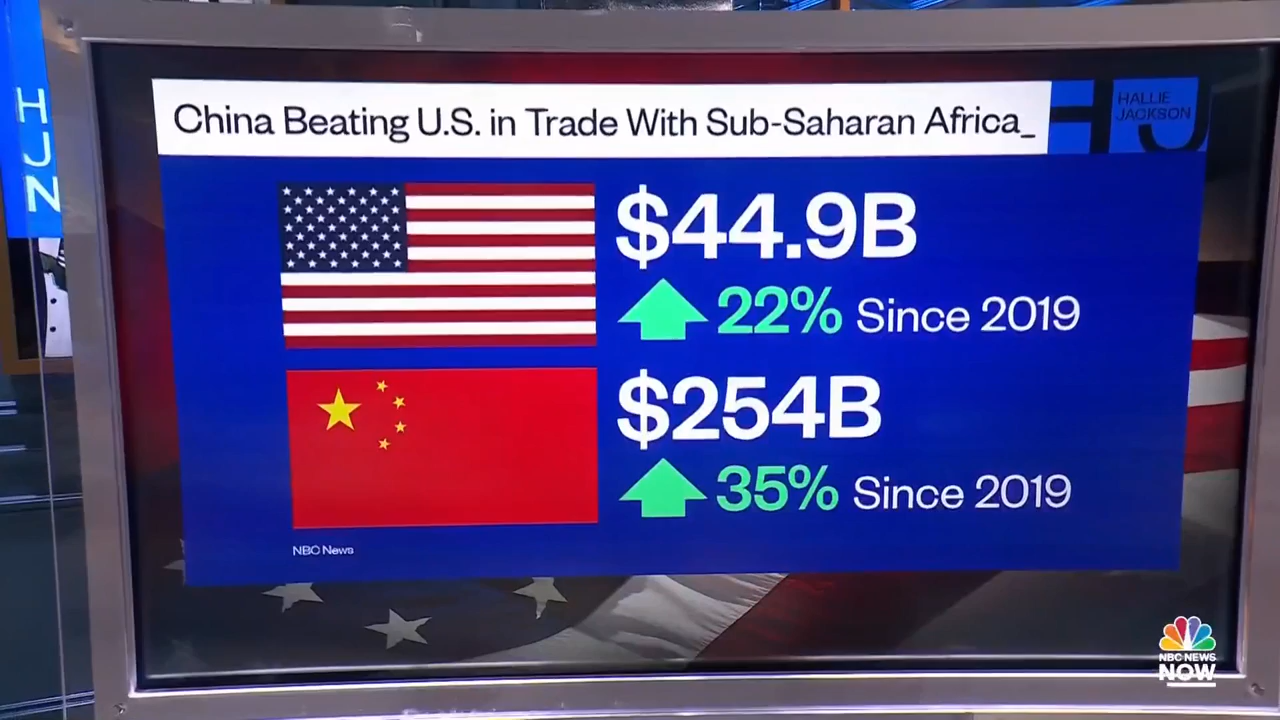 H
J
N
China Beating U.S. in Trade With Sub-Saharan Africa_
HALLIE
JACKSON
$44.9B
22% Since 2019
$254B
35% Since 2019
NBC News
NBC NEWS
NOW